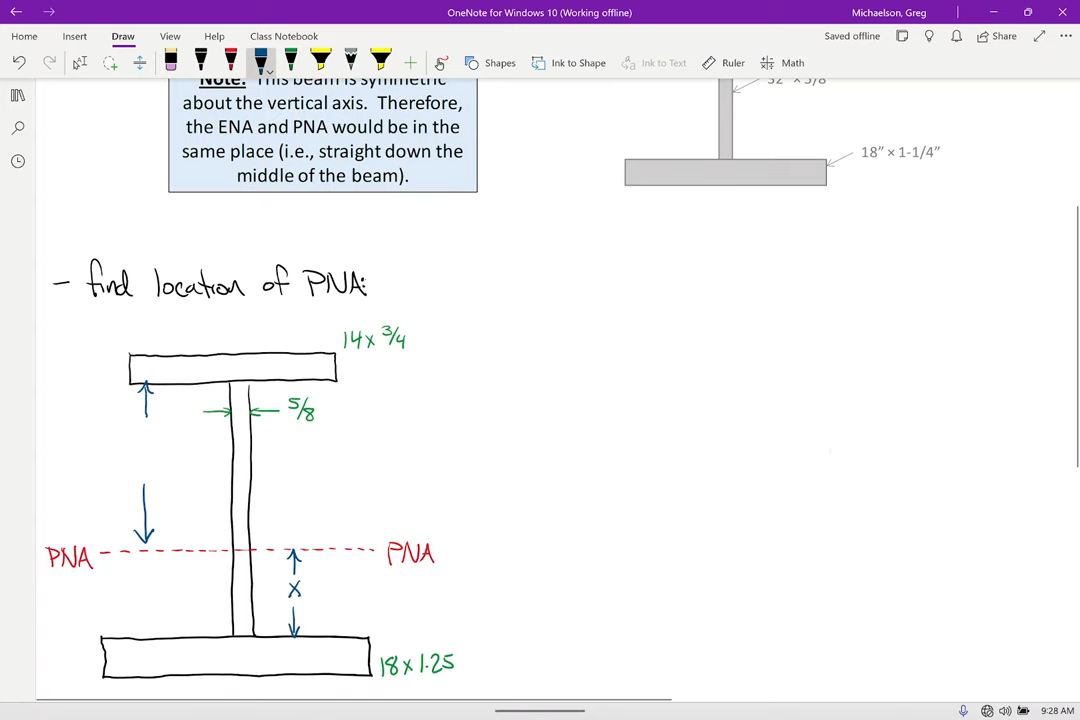 OneNote for Windows 10 (Working offline)
Michaelson, Greg
Home Insert Draw View Help Class Notebook
Saved offline
Share
Shapes
Ink to Shape
Ink to Text
Ruler
Math
Note: This beam is symmetric
about the vertical axis. Therefore,
the ENA and PNA would be in the
same place (i.e., straight down the
middle of the beam).
32" × 5/8"
18" × 1-1/4"
- find location of PNA:
14 x 3/4
5/8
PNA
PNA
x
18 x 1.25
9:28 AM